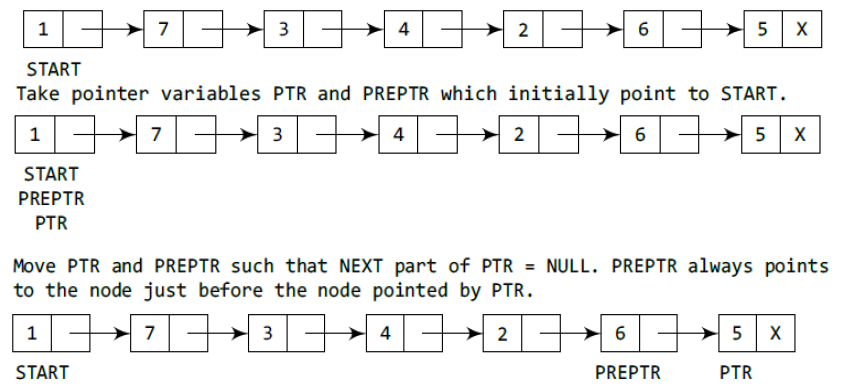 1 7 3 4 2 6 5 X
START
Take pointer variables PTR and PREPTR which initially point to START.
1 7 3 4 2 6 5 X
START
PREPTR
PTR
Move PTR and PREPTR such that NEXT part of PTR = NULL. PREPTR always points
to the node just before the node pointed by PTR.
1 7 3 4 2 6 5 X
START PREPTR PTR